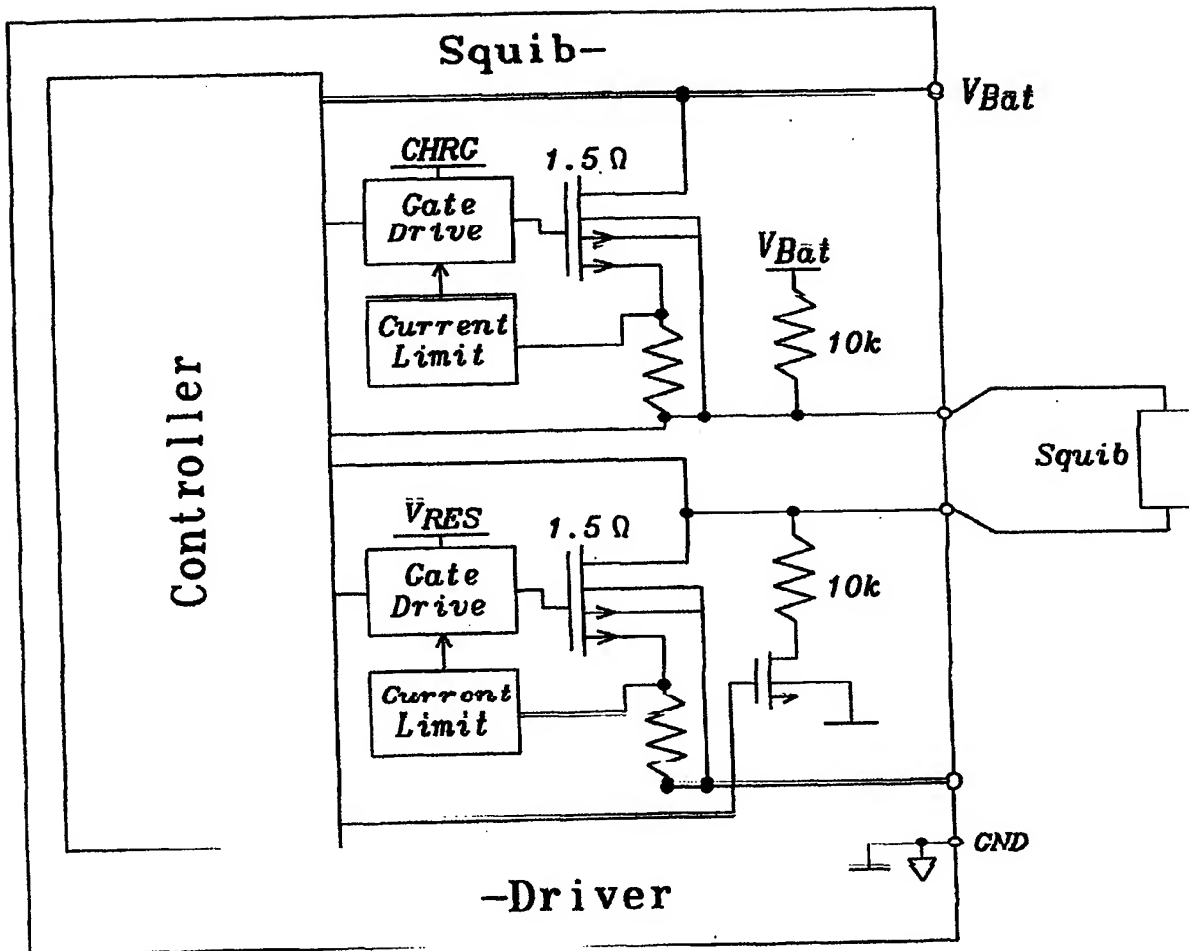 Squib-
VBat
CHRG
1.5 Ω
Gate
Drive
VBat
Current
Limit
10k
Controller
Squib
VRES
1.5 Ω
Gate
Drive
10k
Current
Limit
GND
-Driver